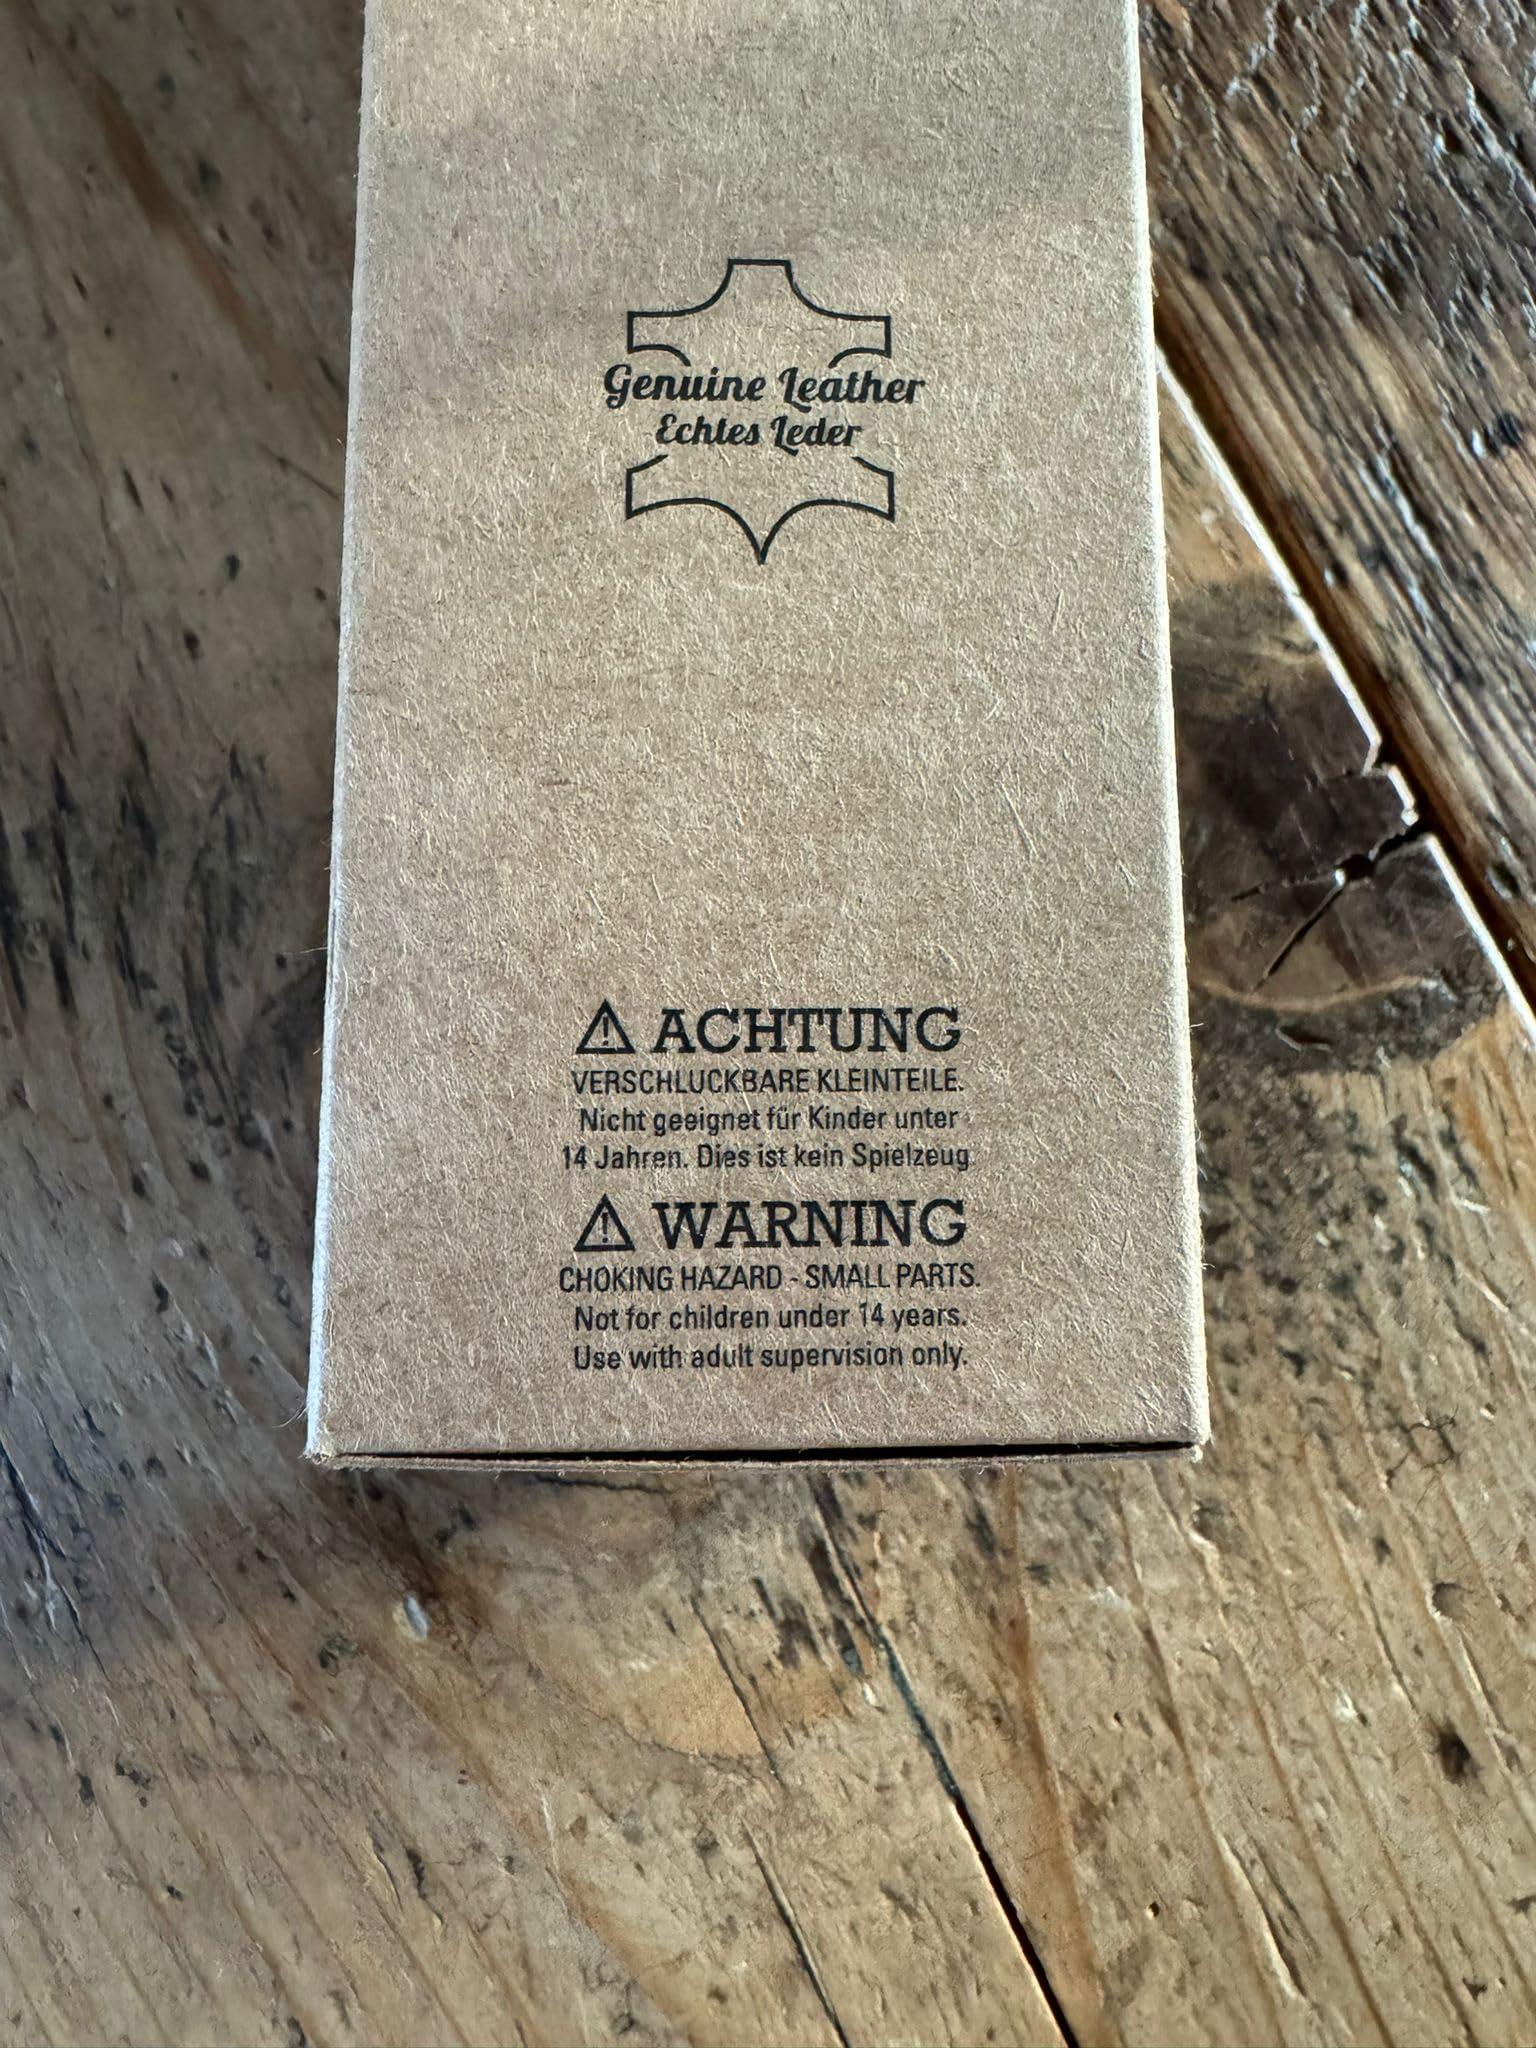 Genuine Leather
Echtes Leder
ACHTUNG
VERSCHLUCKBARE KLEINTEILE.
Nicht geeignet für Kinder unter
14 Jahren. Dies ist kein Spielzeug
WARNING
CHOKING HAZARD - SMALL PARTS.
Not for children under 14 years.
Use with adult supervision only.